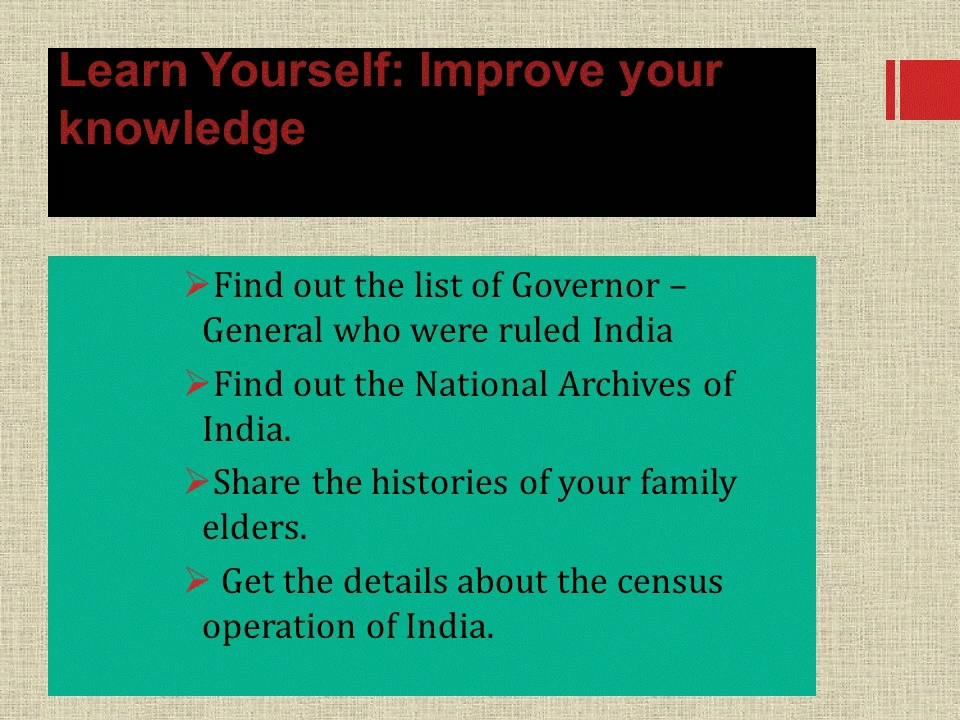 Learn Yourself: Improve your
knowledge
➢Find out the list of Governor –
General who were ruled India
➢Find out the National Archives of
India.
➢Share the histories of your family
elders.
➢ Get the details about the census
operation of India.